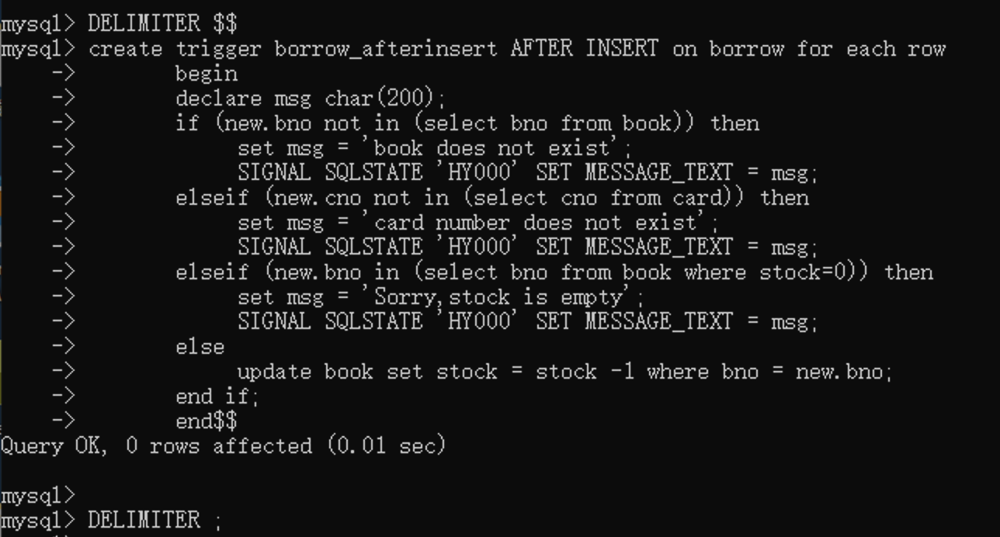 mysql> DELIMITER $$
mysql> create trigger borrow_afterinsert AFTER INSERT on borrow for each row
    ->        begin
    ->        declare msg char(200);
    ->        if (new.bno not in (select bno from book)) then
    ->             set msg = 'book does not exist';
    ->             SIGNAL SQLSTATE 'HY000' SET MESSAGE_TEXT = msg;
    ->        elseif (new.cno not in (select cno from card)) then
    ->             set msg = 'card number does not exist';
    ->             SIGNAL SQLSTATE 'HY000' SET MESSAGE_TEXT = msg;
    ->        elseif (new.bno in (select bno from book where stock=0)) then
    ->             set msg = 'Sorry,stock is empty';
    ->             SIGNAL SQLSTATE 'HY000' SET MESSAGE_TEXT = msg;
    ->        else
    ->             update book set stock = stock -1 where bno = new.bno;
    ->        end if;
    ->        end$$
Query OK, 0 rows affected (0.01 sec)
mysql>
mysql> DELIMITER ;